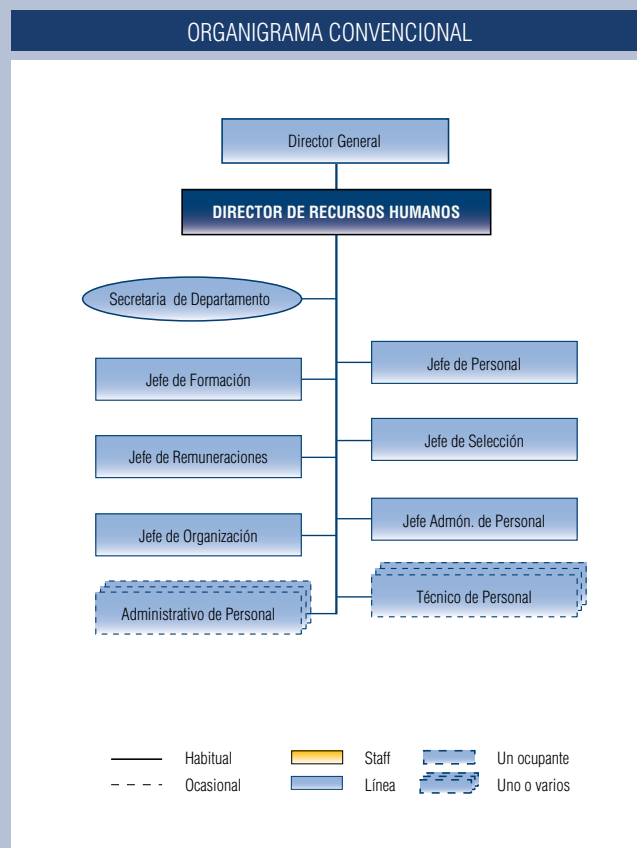 ORGANIGRAMA CONVENCIONAL
Director General
DIRECTOR DE RECURSOS HUMANOS
Secretaria de Departamento
Jefe de Personal
Jefe de Formación
Jefe de Selección
Jefe de Remuneraciones
Jefe Admón. de Personal
Jefe de Organización
Técnico de Personal
Administrativo de Personal
Habitual
Staff
Un ocupante
Ocasional
Línea
Uno o varios